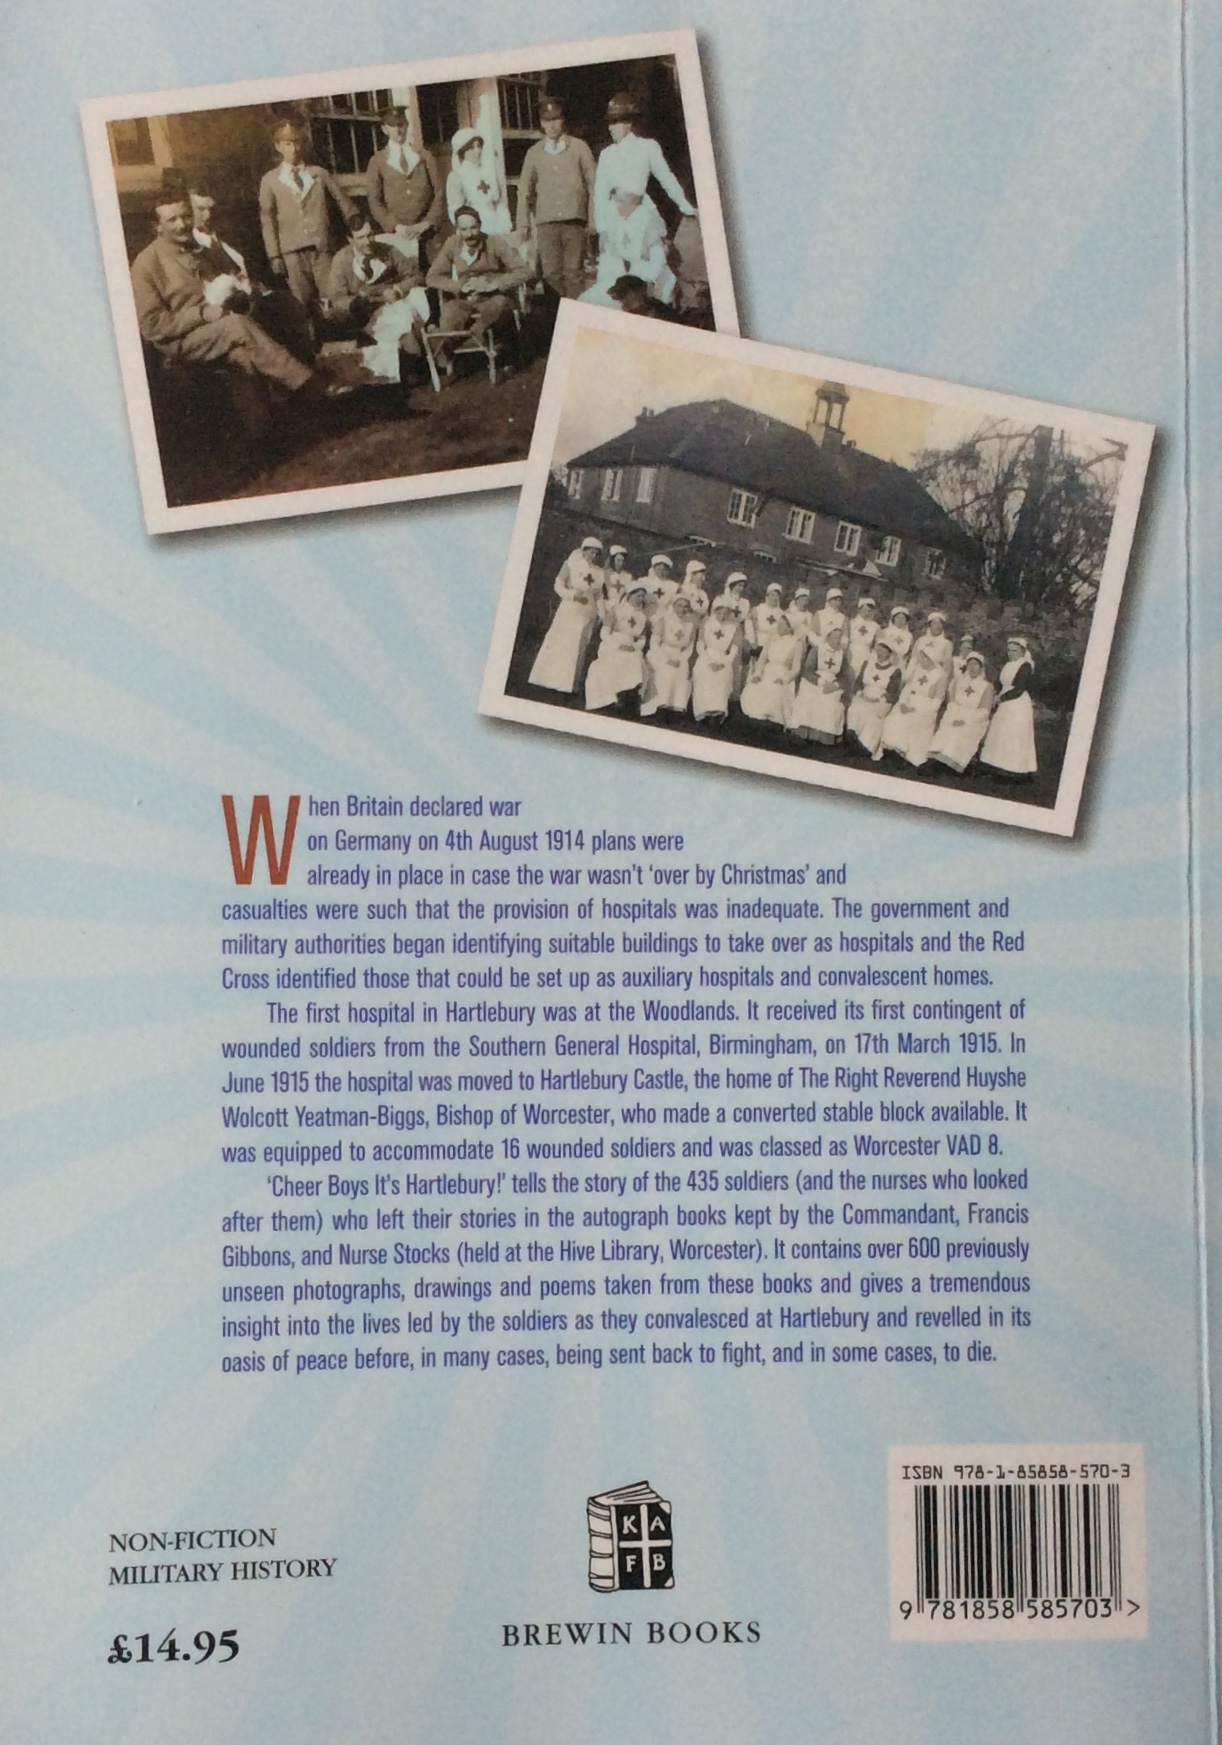 When Britain declared war
on Germany on 4th August 1914 plans were
already in place in case the war wasn't 'over by Christmas' and
casualties were such that the provision of hospitals was inadequate. The government and
military authorities began identifying suitable buildings to take over as hospitals and the Red
Cross identified those that could be set up as auxiliary hospitals and convalescent homes.
The first hospital in Hartlebury was at the Woodlands. It received its first contingent of
wounded soldiers from the Southern General Hospital, Birmingham, on 17th March 1915. In
June 1915 the hospital was moved to Hartlebury Castle, the home of The Right Reverend Huyshe
Wolcott Yeatman-Biggs, Bishop of Worcester, who made a converted stable block available. It
was equipped to accommodate 16 wounded soldiers and was classed as Worcester VAD 8.
'Cheer Boys It's Hartlebury!' tells the story of the 435 soldiers (and the nurses who looked
after them) who left their stories in the autograph books kept by the Commandant, Francis
Gibbons, and Nurse Stocks (held at the Hive Library, Worcester). It contains over 600 previously
unseen photographs, drawings and poems taken from these books and gives a tremendous
insight into the lives led by the soldiers as they convalesced at Hartlebury and revelled in its
oasis of peace before, in many cases, being sent back to fight, and in some cases, to die.
NON-FICTION
MILITARY HISTORY
£14.95
K A
F B
BREWIN BOOKS
ISBN 978-1-85858-570-3
9 781858 585703 >